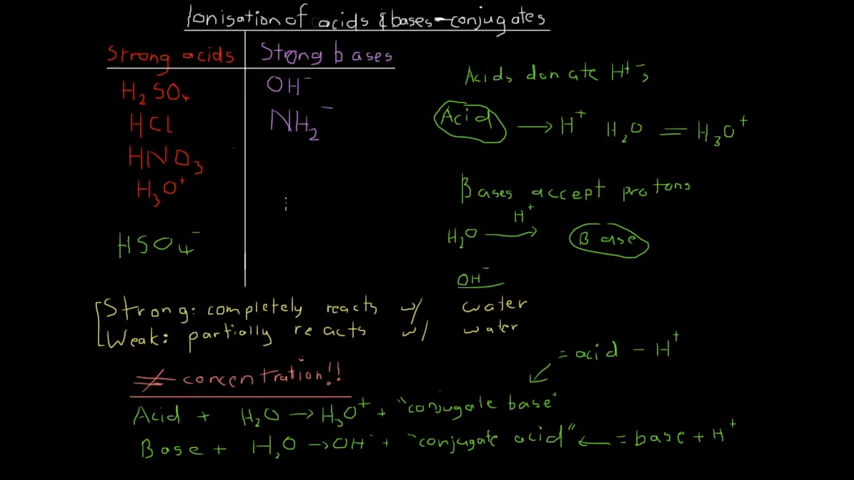 Ionisation of acids & bases - conjugates
Strong acids
H₂SO₄
HCl
HNO₃
H₃O⁺
HSO₄⁻
Strong bases
OH⁻
NH₂⁻
Acids donate H⁺'s
Acid → H⁺ H₂O = H₃O⁺
Bases accept protons
H⁺
H₂O → Base
OH⁻
Strong: completely reacts w/ water
Weak: partially reacts w/ water
≠ concentration!!
= acid - H⁺
Acid + H₂O → H₃O⁺ + "conjugate base"
Base + H₂O → OH⁻ + "conjugate acid" ← = base + H⁺